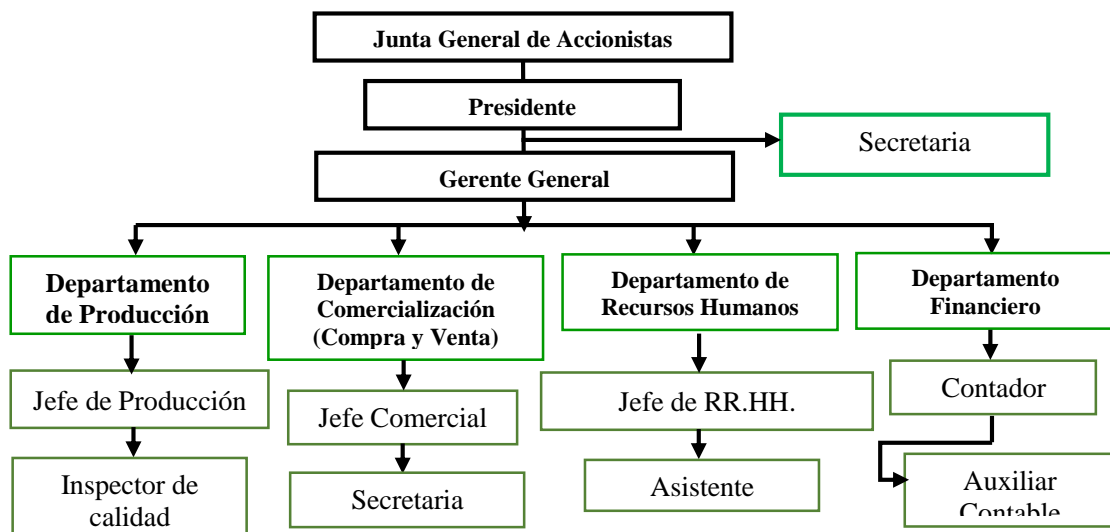 Junta General de Accionistas
Presidente
Secretaria
Gerente General
Departamento
de Producción
Departamento de
Comercialización
(Compra y Venta)
Departamento de
Recursos Humanos
Departamento
Financiero
Jefe de Producción
Jefe Comercial
Jefe de RR.HH.
Contador
Inspector de
calidad
Secretaria
Asistente
Auxiliar
Contable